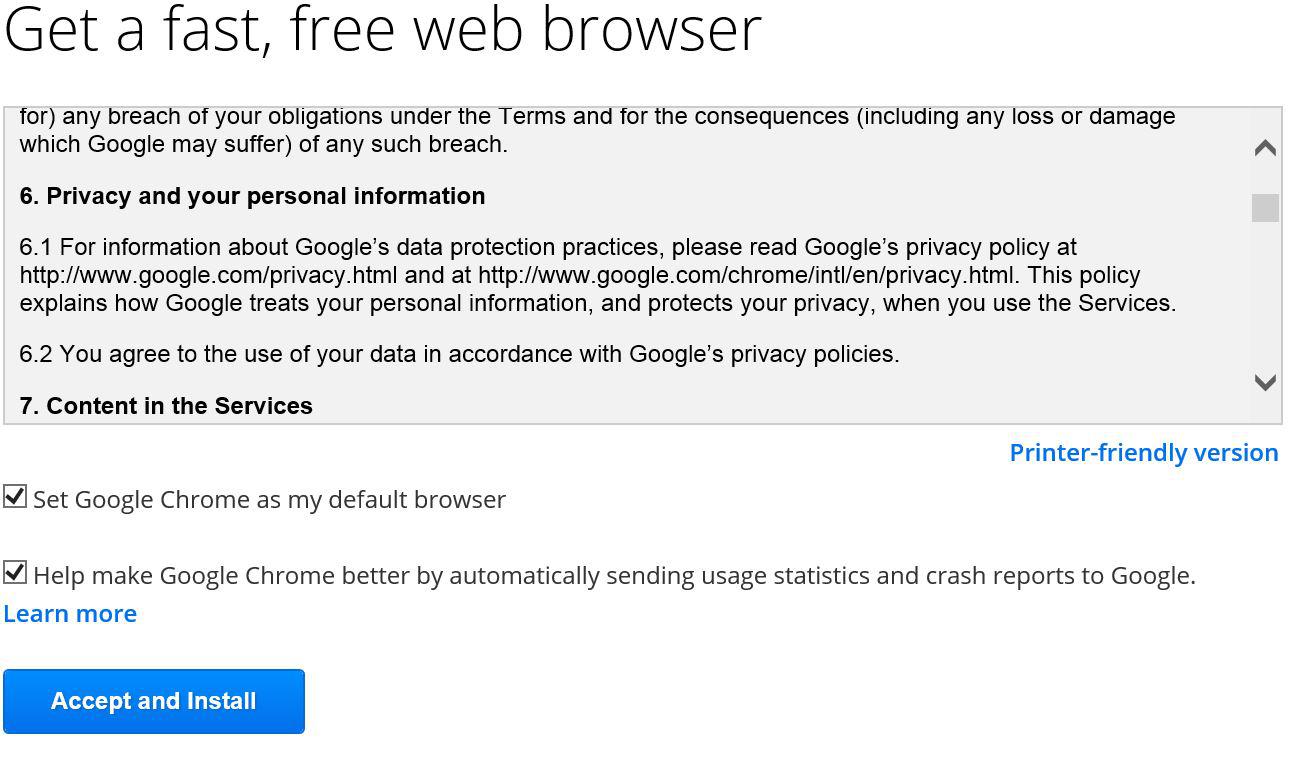 Get a fast, free web browser
for) any breach of your obligations under the Terms and for the consequences (including any loss or damage
which Google may suffer) of any such breach.
6. Privacy and your personal information
6.1 For information about Google’s data protection practices, please read Google’s privacy policy at
http://www.google.com/privacy.html and at http://www.google.com/chrome/intl/en/privacy.html. This policy
explains how Google treats your personal information, and protects your privacy, when you use the Services.
6.2 You agree to the use of your data in accordance with Google’s privacy policies.
7. Content in the Services
Printer-friendly version
Set Google Chrome as my default browser
Help make Google Chrome better by automatically sending usage statistics and crash reports to Google.
Learn more
Accept and Install